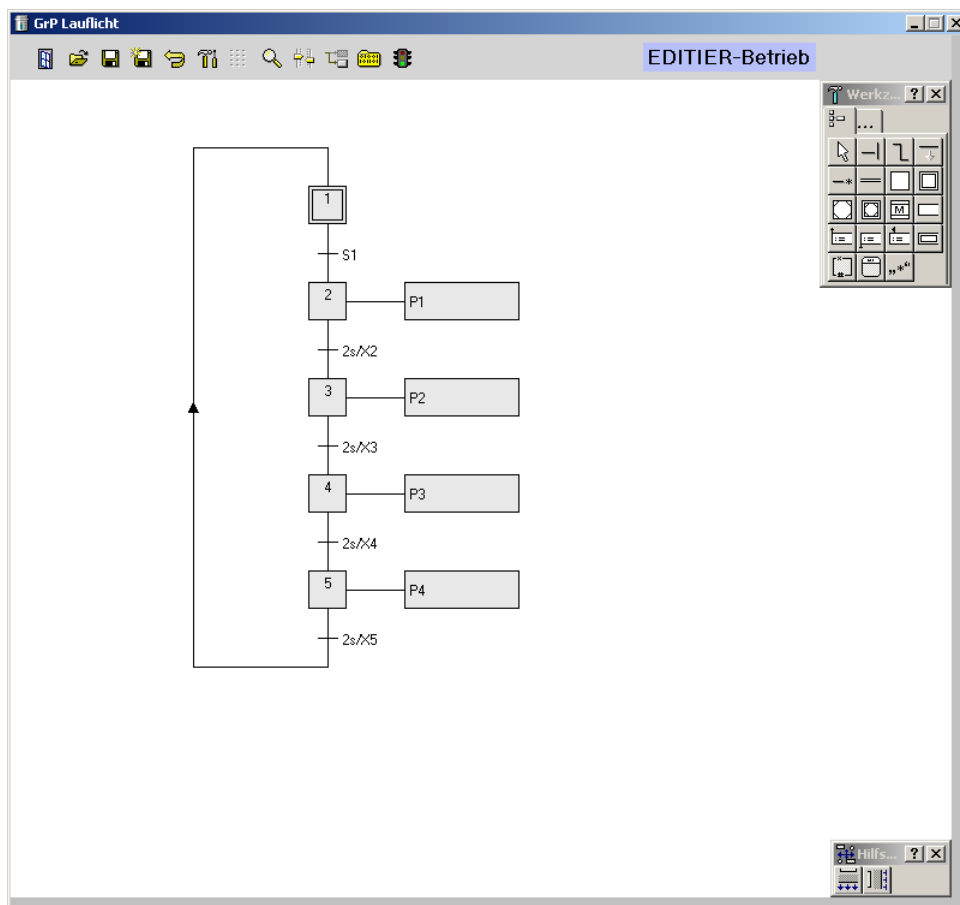 GrP Lauflicht
EDITIER-Betrieb
Werkz...
...
M
„*“
1
S1
2
P1
2s/X2
3
P2
2s/X3
4
P3
2s/X4
5
P4
2s/X5
Hilfs...